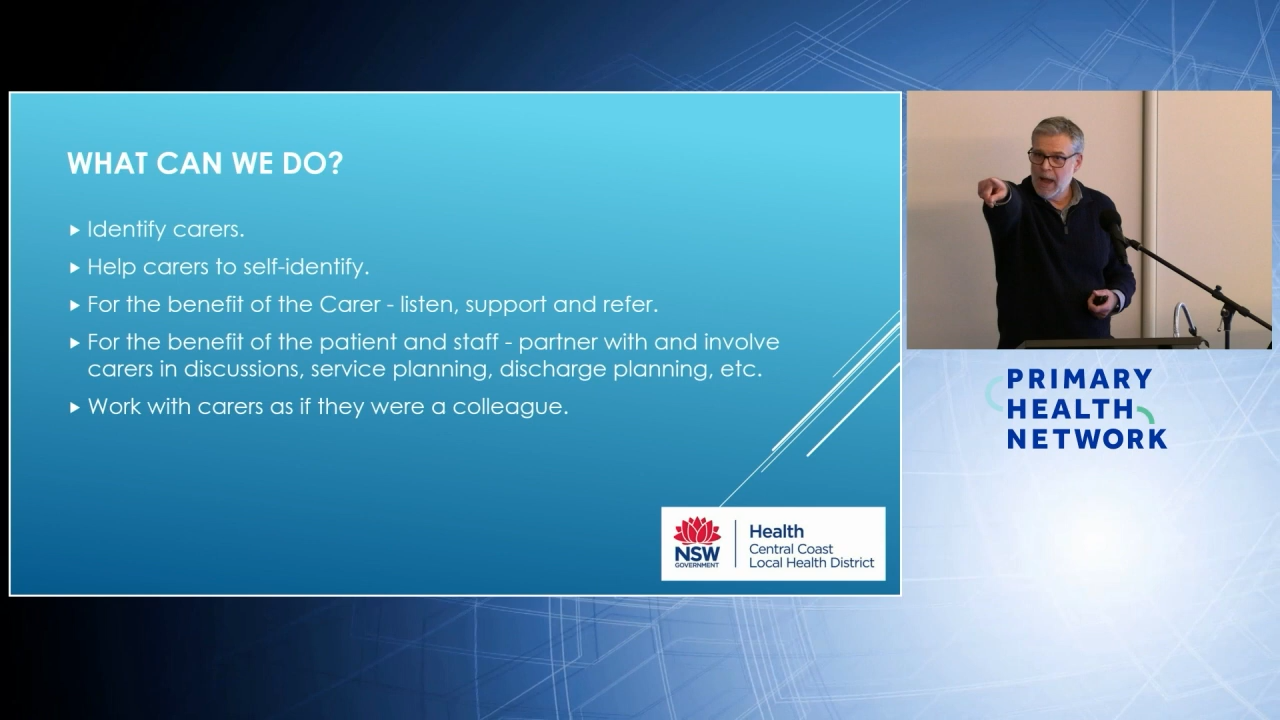 WHAT CAN WE DO?
Identify carers.
Help carers to self-identify.
For the benefit of the Carer - listen, support and refer.
For the benefit of the patient and staff - partner with and involve
carers in discussions, service planning, discharge planning, etc.
Work with carers as if they were a colleague.
NSW
GOVERNMENT
Health
Central Coast
Local Health District
PRIMARY
HEALTH
NETWORK